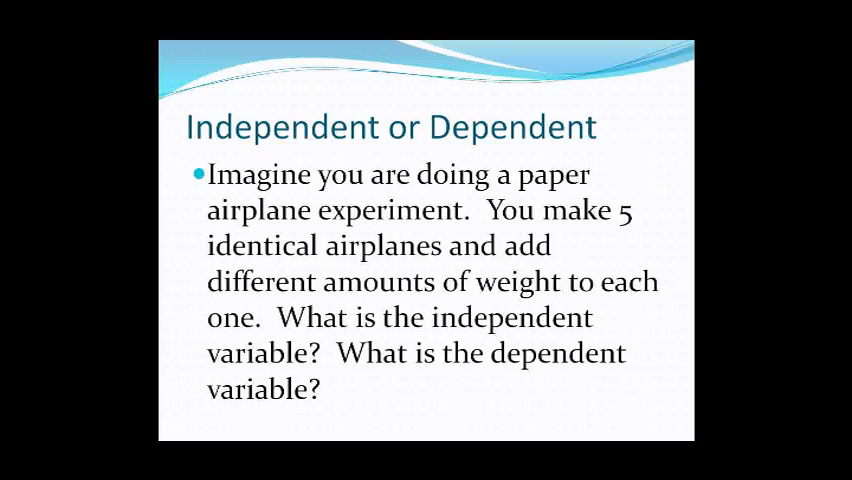 Independent or Dependent
•Imagine you are doing a paper
airplane experiment.  You make 5
identical airplanes and add
different amounts of weight to each
one.  What is the independent
variable?  What is the dependent
variable?